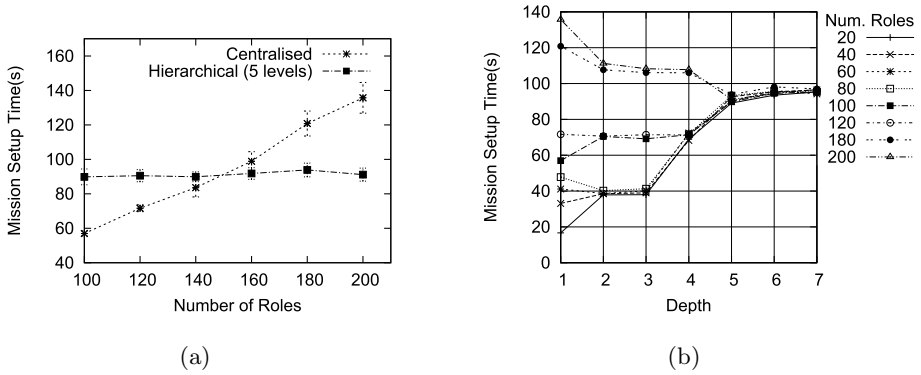 Mission Setup Time(s)
160
140
120
100
80
60
40
100 120 140 160 180 200
Number of Roles
Centralised
Hierarchical (5 levels)
(a)
Mission Setup Time(s)
140
120
100
80
60
40
20
0
1 2 3 4 5 6 7
Depth
Num. Roles
20
40
60
80
100
120
180
200
(b)